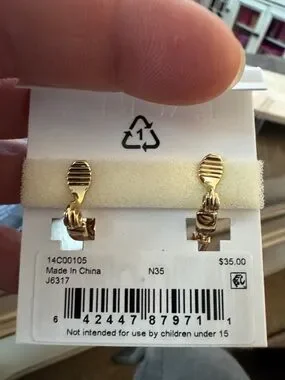 14C00105
Made In China N35 $35.00
J6317
6 42447 87971 1
Not intended for use by children under 15